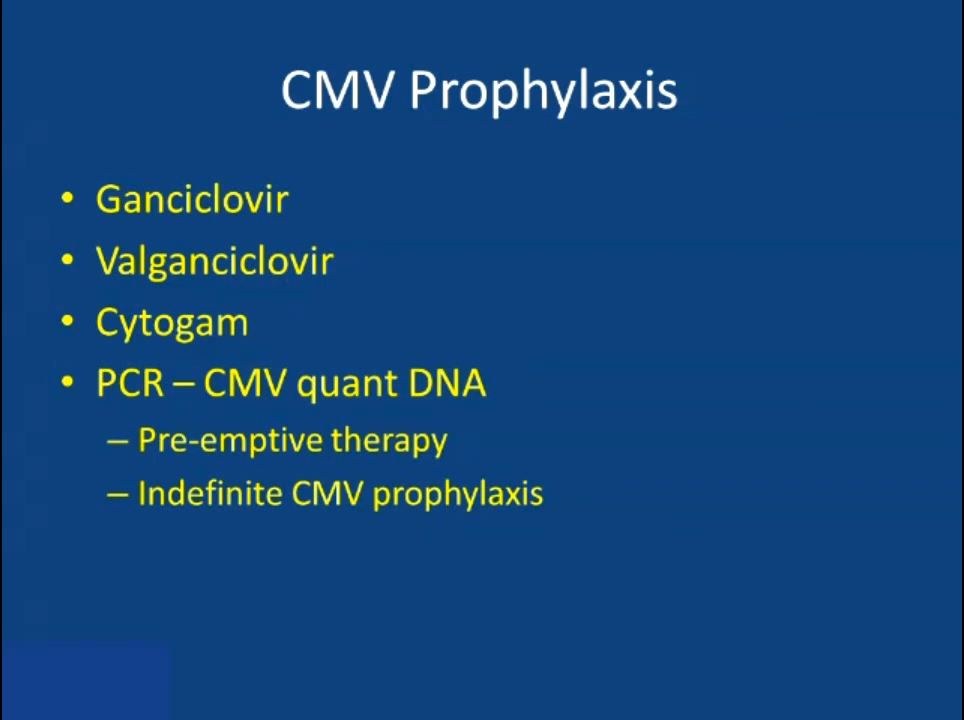 CMV Prophylaxis
• Ganciclovir
• Valganciclovir
• Cytogam
• PCR – CMV quant DNA
– Pre-emptive therapy
– Indefinite CMV prophylaxis